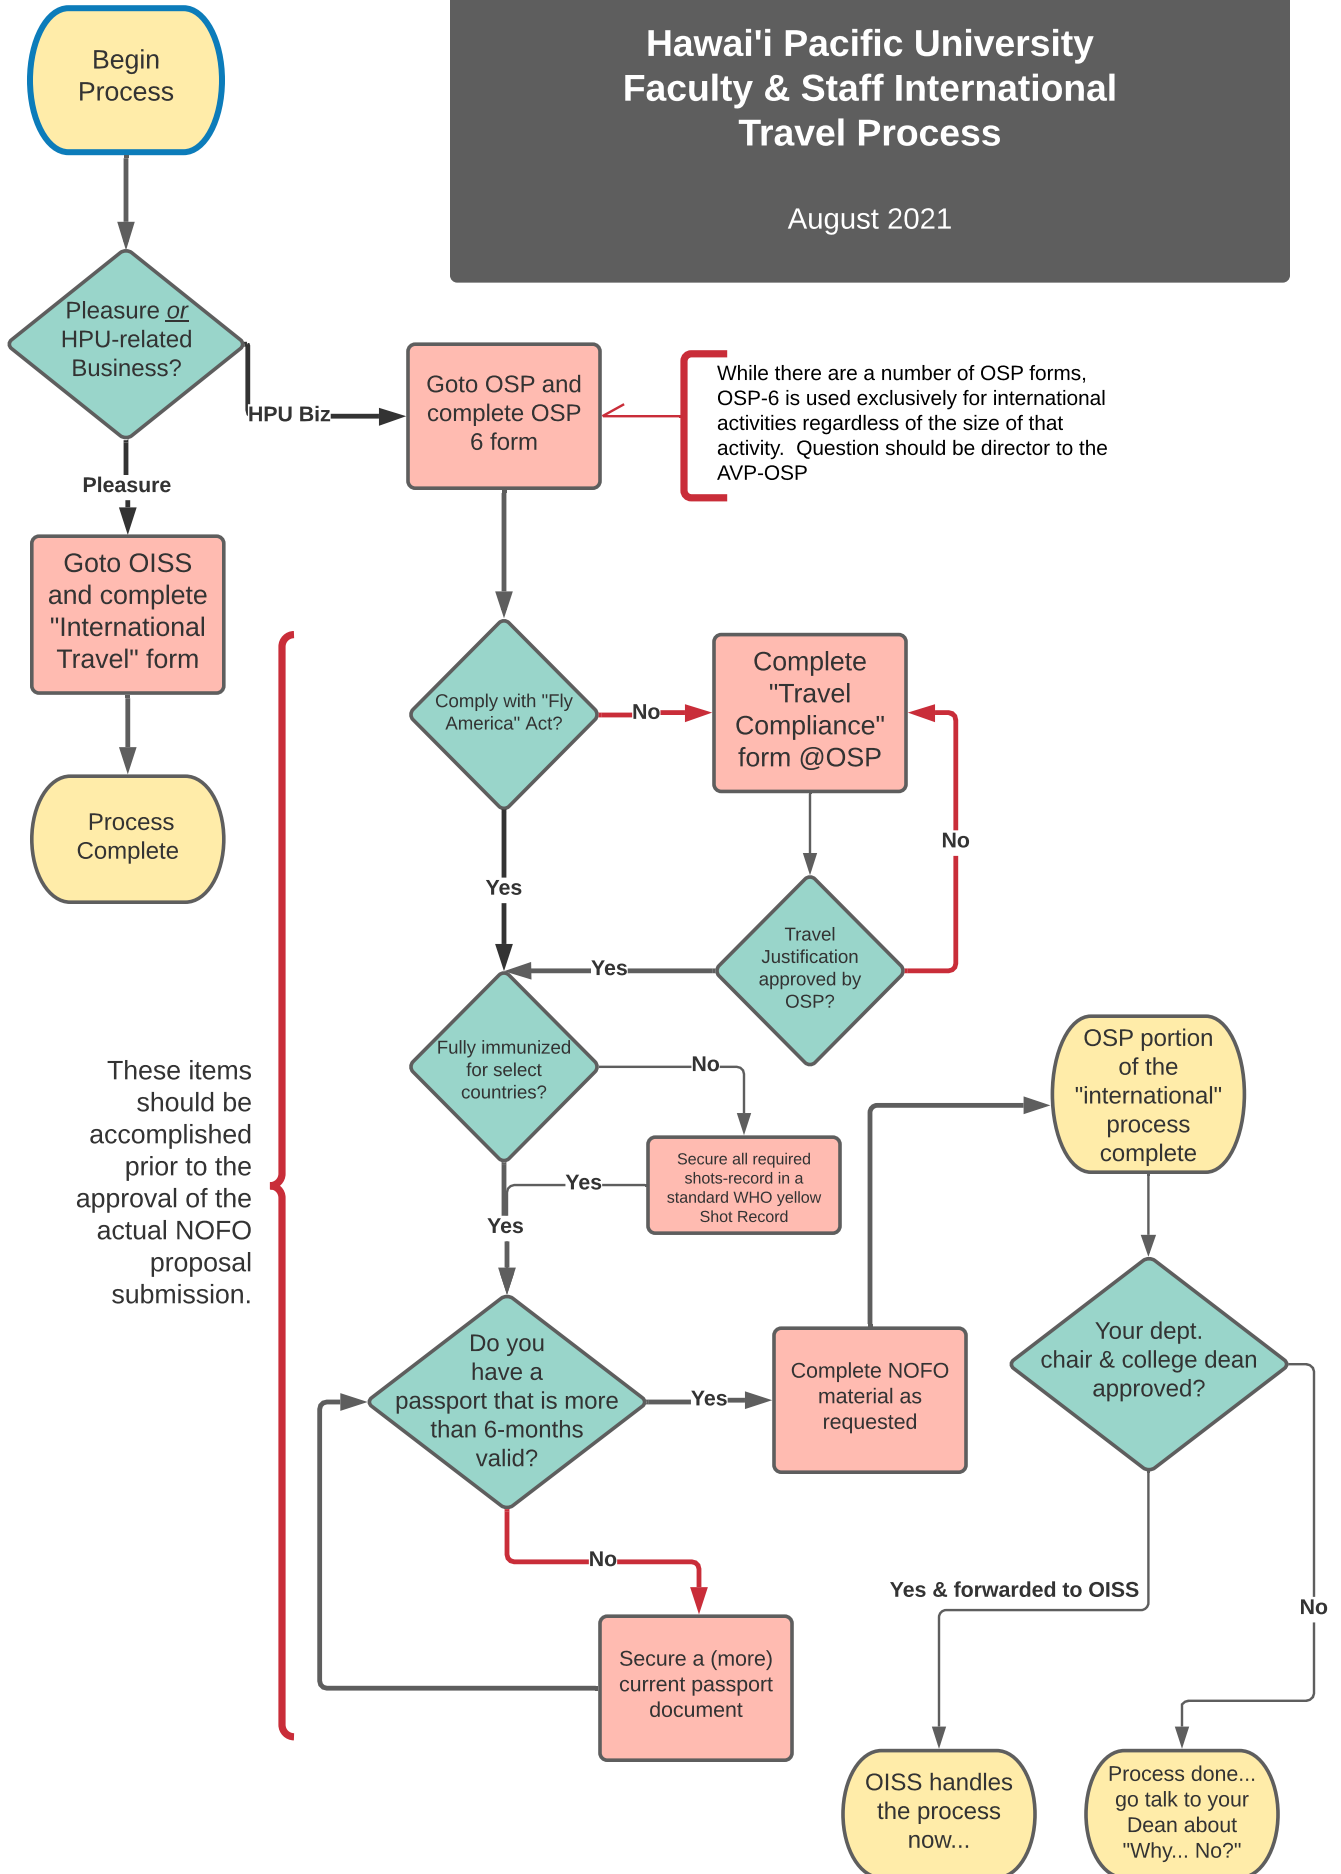 Hawai'i Pacific University
Faculty & Staff International
Travel Process
August 2021
Begin
Process
Pleasure or
HPU-related
Business?
HPU Biz
Pleasure
Goto OISS
and complete
"International
Travel" form
Process
Complete
Goto OSP and
complete OSP
6 form
While there are a number of OSP forms,
OSP-6 is used exclusively for international
activities regardless of the size of that
activity.  Question should be director to the
AVP-OSP
Comply with "Fly
America" Act?
No
Complete
"Travel
Compliance"
form @OSP
No
Yes
Travel
Justification
approved by
OSP?
Yes
Fully immunized
for select
countries?
No
Secure all required
shots-record in a
standard WHO yellow
Shot Record
Yes
Yes
These items
should be
accomplished
prior to the
approval of the
actual NOFO
proposal
submission.
Do you
have a
passport that is more
than 6-months
valid?
Yes
Complete NOFO
material as
requested
No
Secure a (more)
current passport
document
OSP portion
of the
"international"
process
complete
Your dept.
chair & college dean
approved?
Yes & forwarded to OISS
No
OISS handles
the process
now...
Process done...
go talk to your
Dean about
"Why... No?"